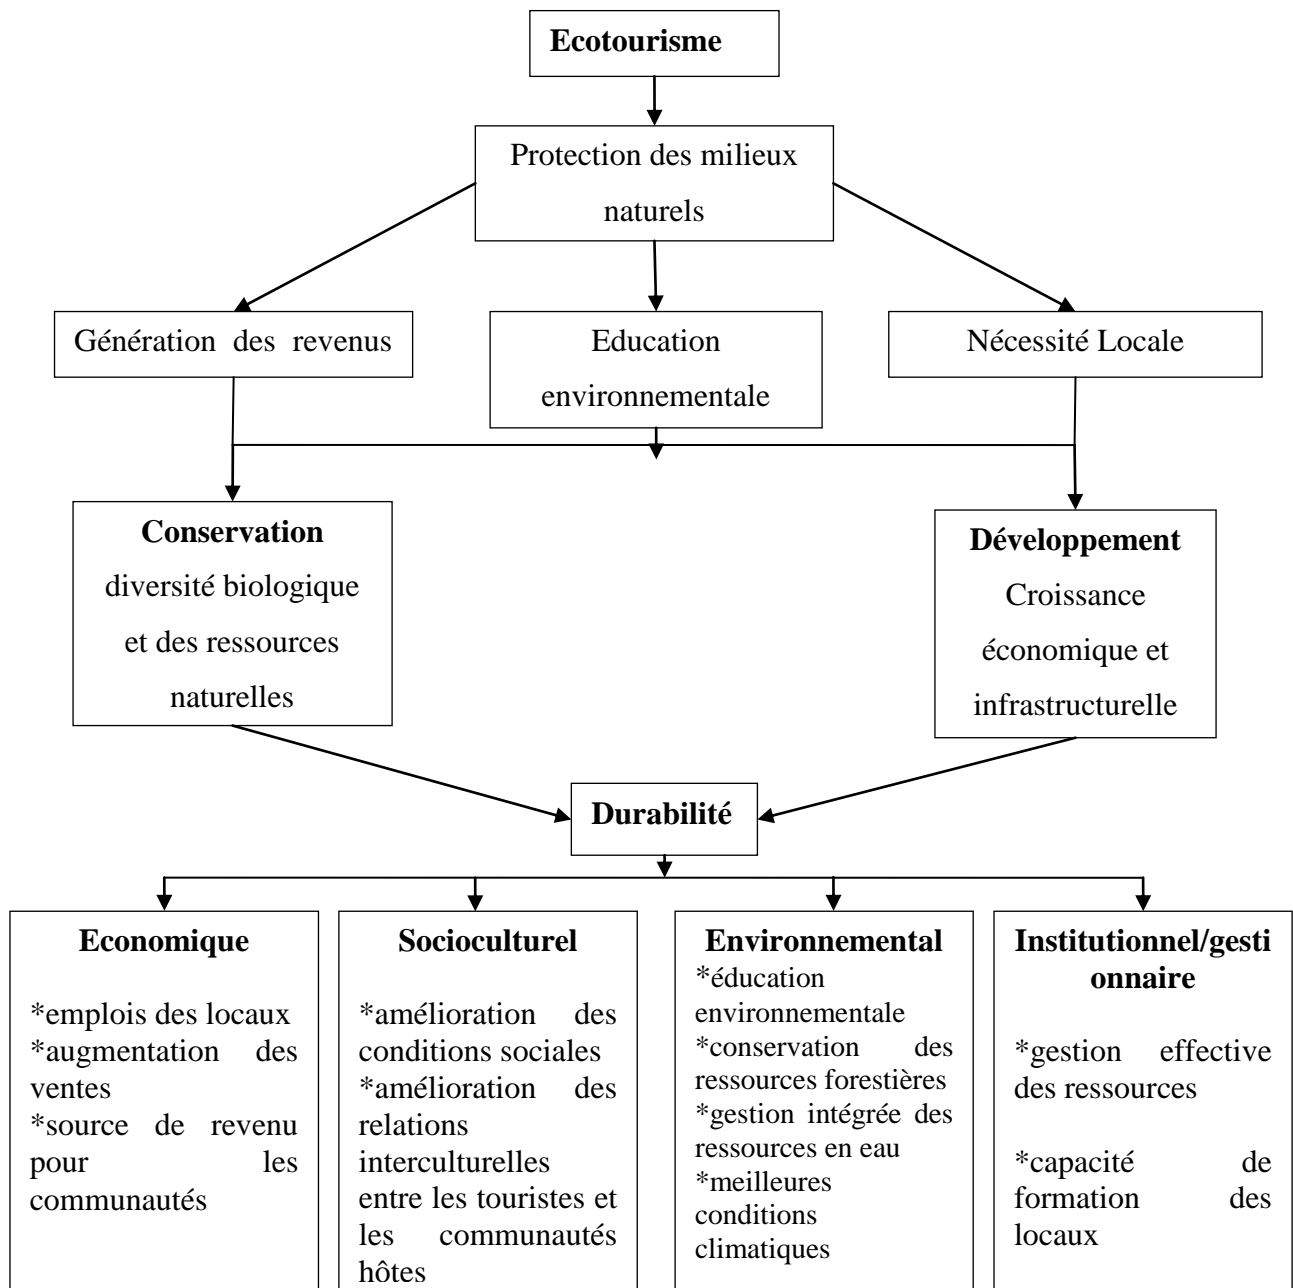 Ecotourisme
Protection des milieux
naturels
Génération des revenus
Education
environnementale
Nécessité Locale
Conservation
diversité biologique
et des ressources
naturelles
Développement
Croissance
économique et
infrastructurelle
Durabilité
Economique
*emplois des locaux
*augmentation des
ventes
*source de revenu
pour les
communautés
Socioculturel
*amélioration des
conditions sociales
*amélioration des
relations
interculturelles
entre les touristes et
les communautés
hôtes
Environnemental
*éducation
environnementale
*conservation des
ressources forestières
*gestion intégrée des
ressources en eau
*meilleures
conditions
climatiques
Institutionnel/gesti
onnaire
*gestion effective
des ressources
*capacité de
formation des
locaux